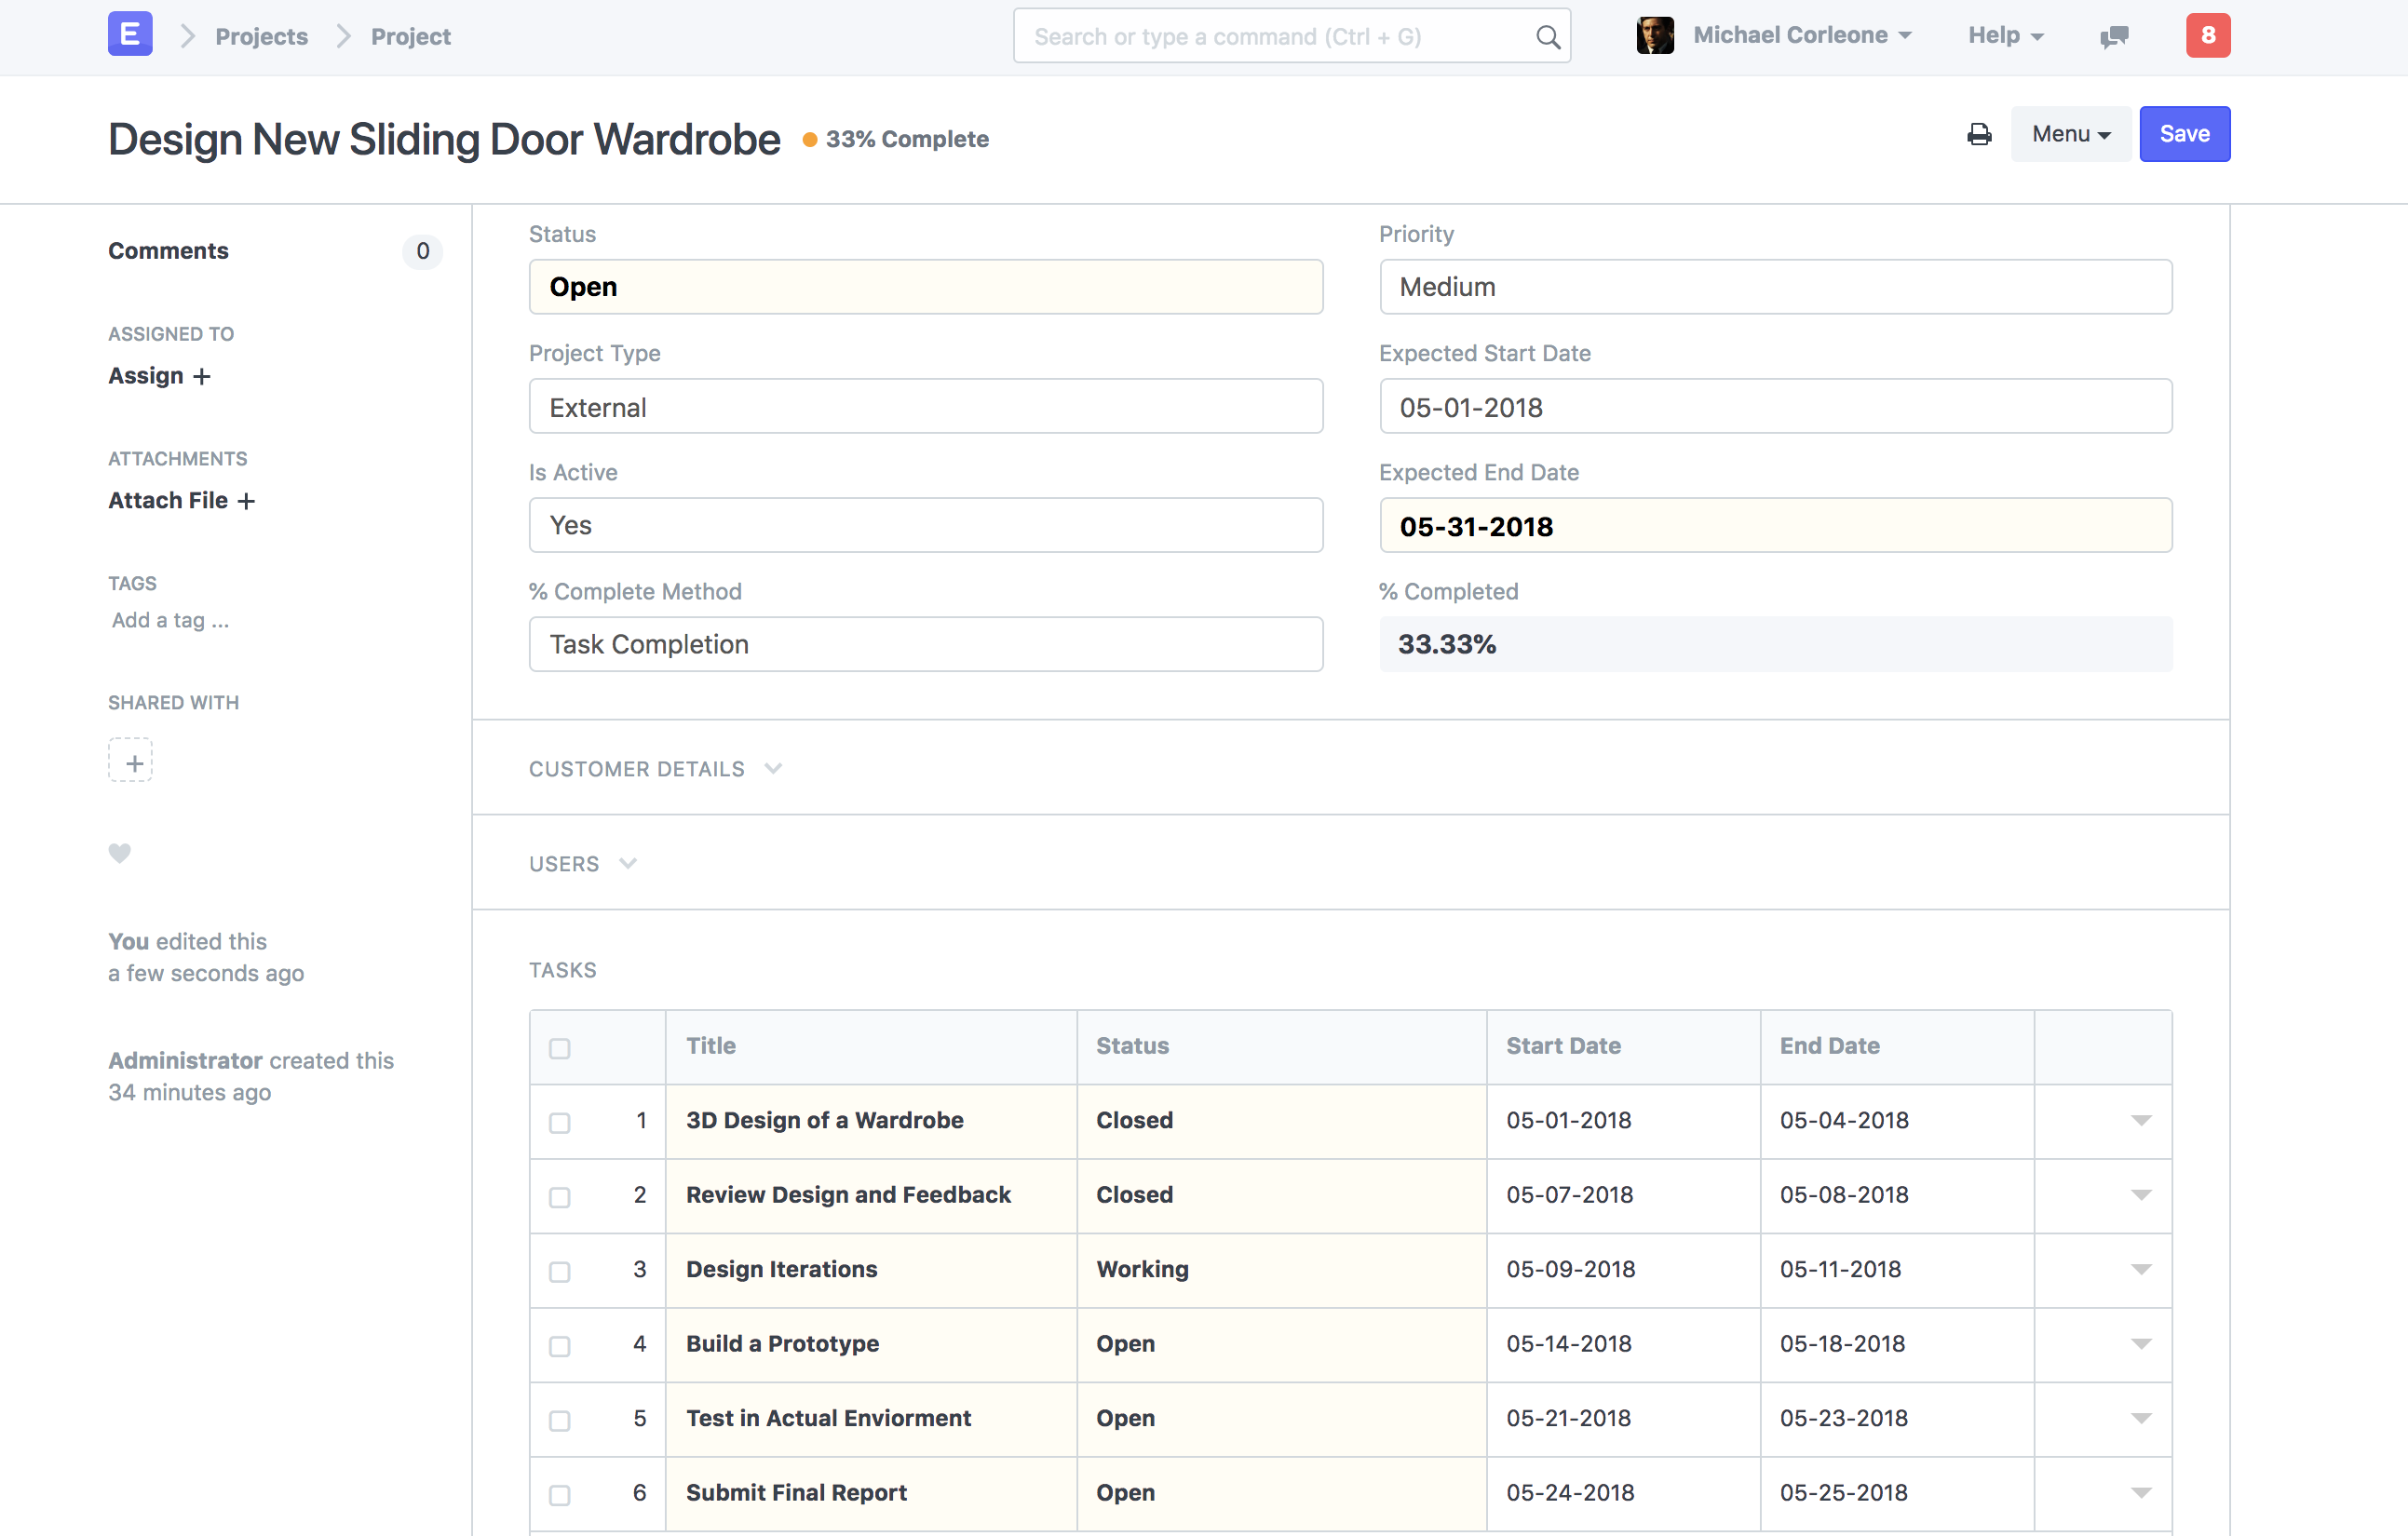 E Projects Project Search or type a command (Ctrl + G) Michael Corleone Help 8
Design New Sliding Door Wardrobe 33% Complete Menu Save
Comments 0
ASSIGNED TO
Assign +
ATTACHMENTS
Attach File +
TAGS
Add a tag ...
SHARED WITH
+
You edited this
a few seconds ago
Administrator created this
34 minutes ago
Status Priority
Open Medium
Project Type Expected Start Date
External 05-01-2018
Is Active Expected End Date
Yes 05-31-2018
% Complete Method % Completed
Task Completion 33.33%
CUSTOMER DETAILS
USERS
TASKS
Title Status Start Date End Date
1 3D Design of a Wardrobe Closed 05-01-2018 05-04-2018
2 Review Design and Feedback Closed 05-07-2018 05-08-2018
3 Design Iterations Working 05-09-2018 05-11-2018
4 Build a Prototype Open 05-14-2018 05-18-2018
5 Test in Actual Enviorment Open 05-21-2018 05-23-2018
6 Submit Final Report Open 05-24-2018 05-25-2018